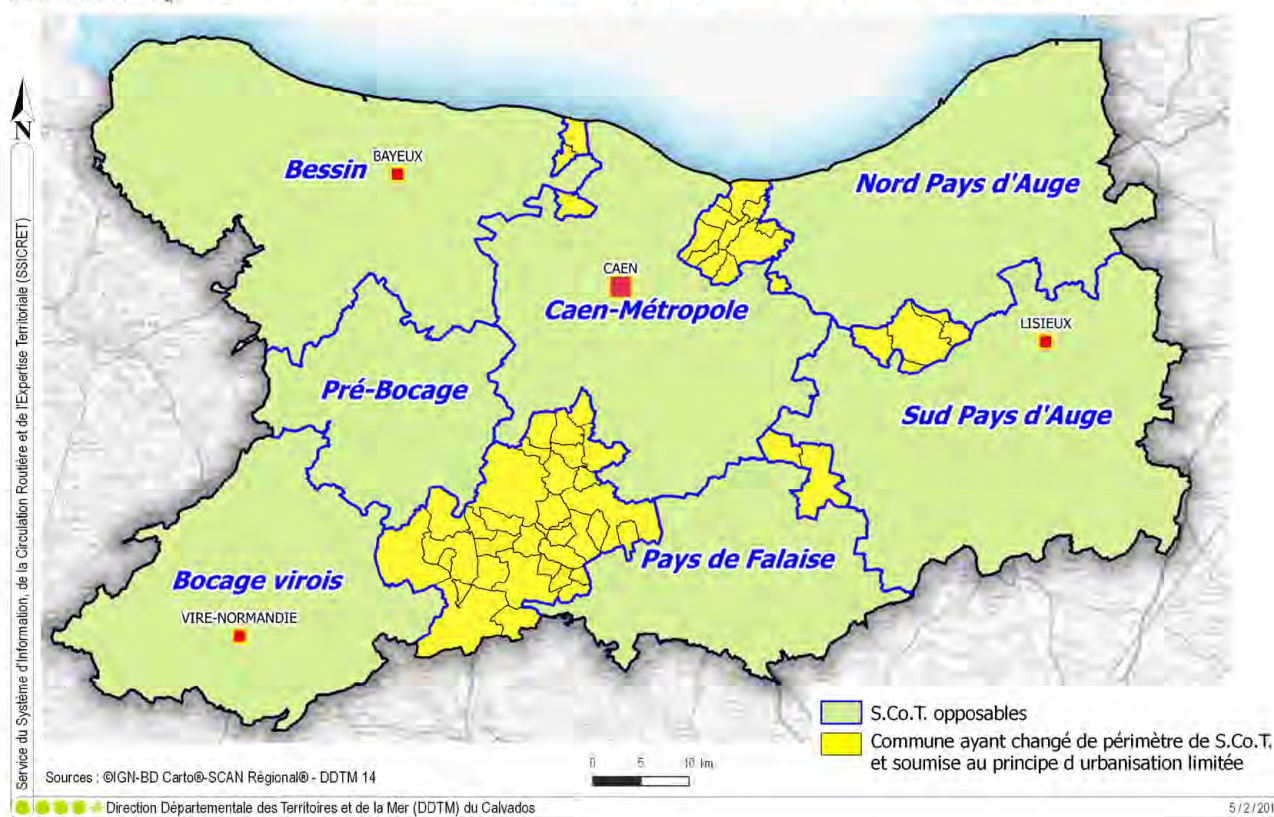 N
Service du Système d'Information, de la Circulation Routière et de l'Expertise Territoriale (SSICRET)
Bessin
BAYEUX
Nord Pays d'Auge
CAEN
Caen-Métropole
LISIEUX
Pré-Bocage
Sud Pays d'Auge
Pays de Falaise
Bocage virois
VIRE-NORMANDIE
S.Co.T. opposables
Commune ayant changé de périmètre de S.Co.T.
et soumise au principe d urbanisation limitée
0 5 10 km
Sources : ©IGN-BD Carto®-SCAN Régional® - DDTM 14
Direction Départementale des Territoires et de la Mer (DDTM) du Calvados
5/2/201